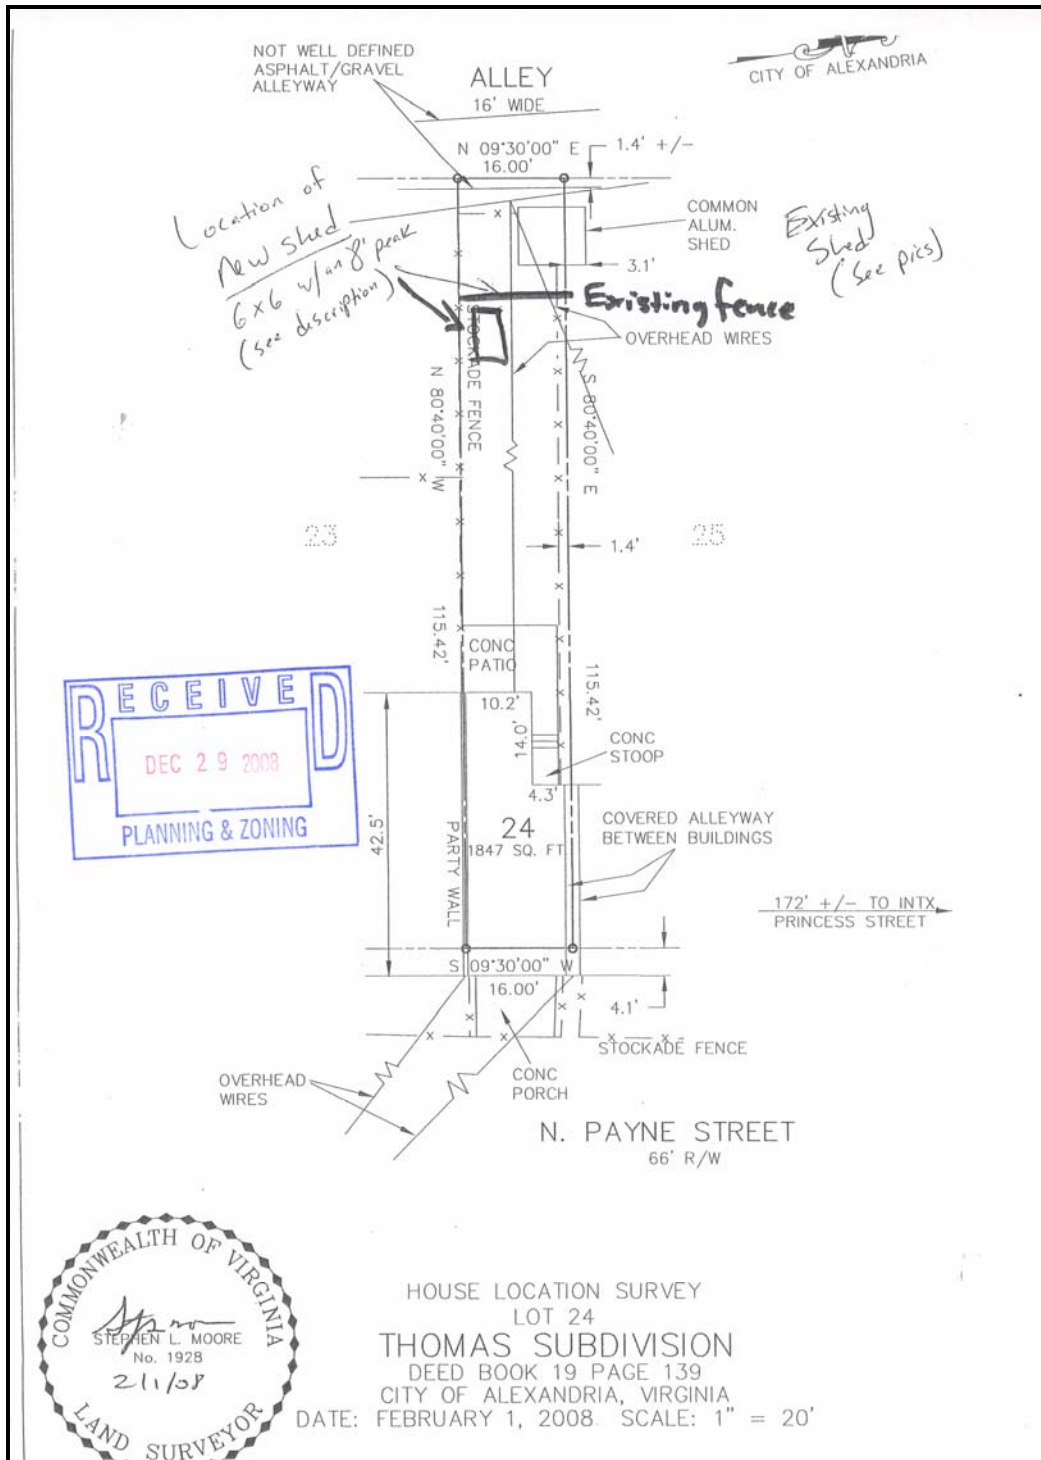 NOT WELL DEFINED
ASPHALT/GRAVEL
ALLEYWAY
ALLEY
16' WIDE
CITY OF ALEXANDRIA
N 09°30'00" E
16.00'
1.4' +/-
Location of
New Shed
6x6 w/an 8' peak
(see description)
COMMON
ALUM.
SHED
Existing
Shed
(See pics)
3.1'
Existing fence
OVERHEAD WIRES
STOCKADE FENCE
N 80°40'00" W
S 80°40'00" E
23
25
1.4'
115.42'
115.42'
CONC
PATIO
10.2'
14.0'
CONC
STOOP
4.3'
RECEIVED
DEC 29 2008
PLANNING & ZONING
42.5'
PARTY WALL
24
1847 SQ. FT.
COVERED ALLEYWAY
BETWEEN BUILDINGS
172' +/- TO INTX
PRINCESS STREET
S 09°30'00" W
16.00'
4.1'
STOCKADE FENCE
OVERHEAD
WIRES
CONC
PORCH
N. PAYNE STREET
66' R/W
COMMONWEALTH OF VIRGINIA
STEPHEN L. MOORE
No. 1928
2/1/08
LAND SURVEYOR
HOUSE LOCATION SURVEY
LOT 24
THOMAS SUBDIVISION
DEED BOOK 19 PAGE 139
CITY OF ALEXANDRIA, VIRGINIA
DATE: FEBRUARY 1, 2008. SCALE: 1" = 20'